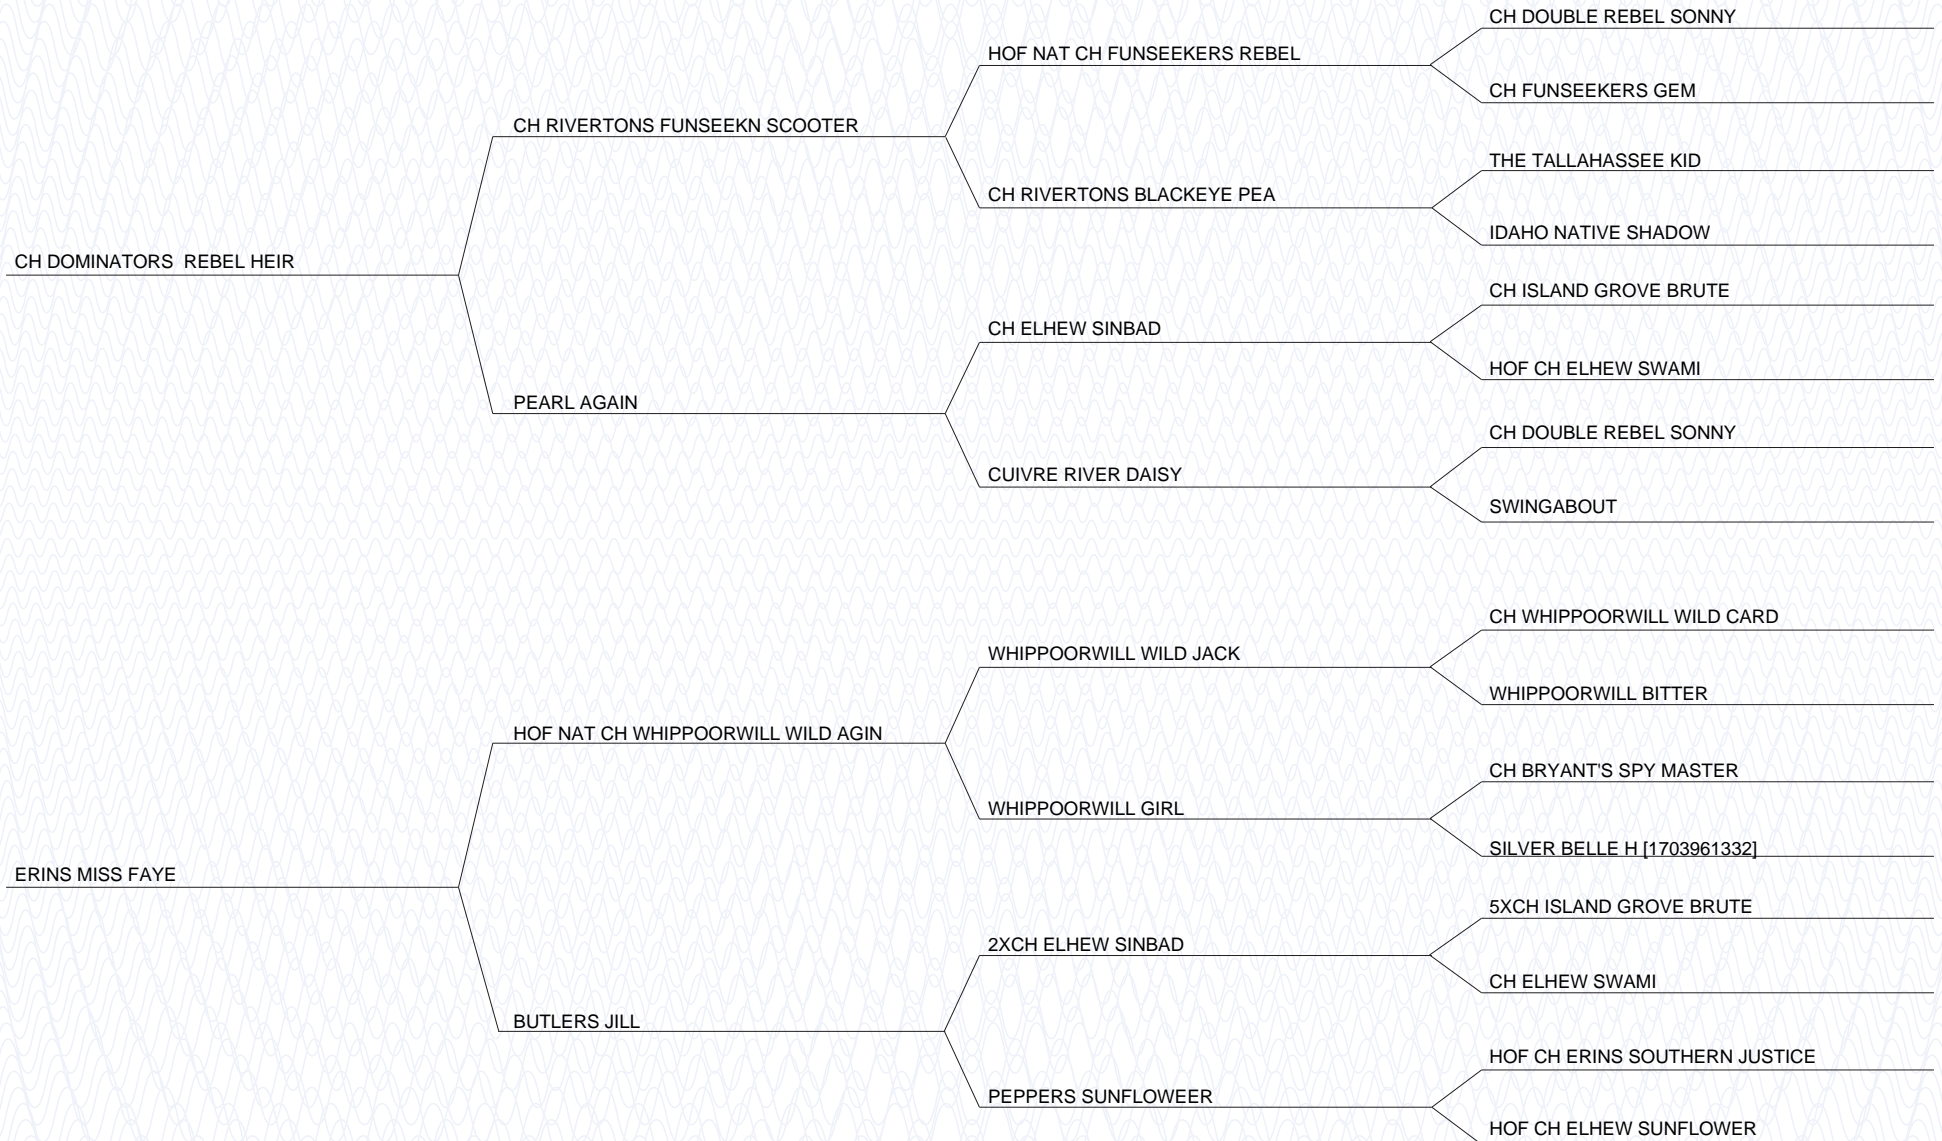 CH DOUBLE REBEL SONNY
HOF NAT CH FUNSEEKERS REBEL
CH FUNSEEKERS GEM
CH RIVERTONS FUNSEEKN SCOOTER
THE TALLAHASSEE KID
CH RIVERTONS BLACKEYE PEA
IDAHO NATIVE SHADOW
CH DOMINATORS  REBEL HEIR
CH ISLAND GROVE BRUTE
CH ELHEW SINBAD
HOF CH ELHEW SWAMI
PEARL AGAIN
CH DOUBLE REBEL SONNY
CUIVRE RIVER DAISY
SWINGABOUT
CH WHIPPOORWILL WILD CARD
WHIPPOORWILL WILD JACK
WHIPPOORWILL BITTER
HOF NAT CH WHIPPOORWILL WILD AGIN
CH BRYANT'S SPY MASTER
WHIPPOORWILL GIRL
SILVER BELLE H [1703961332]
ERINS MISS FAYE
5XCH ISLAND GROVE BRUTE
2XCH ELHEW SINBAD
CH ELHEW SWAMI
BUTLERS JILL
HOF CH ERINS SOUTHERN JUSTICE
PEPPERS SUNFLOWEER
HOF CH ELHEW SUNFLOWER